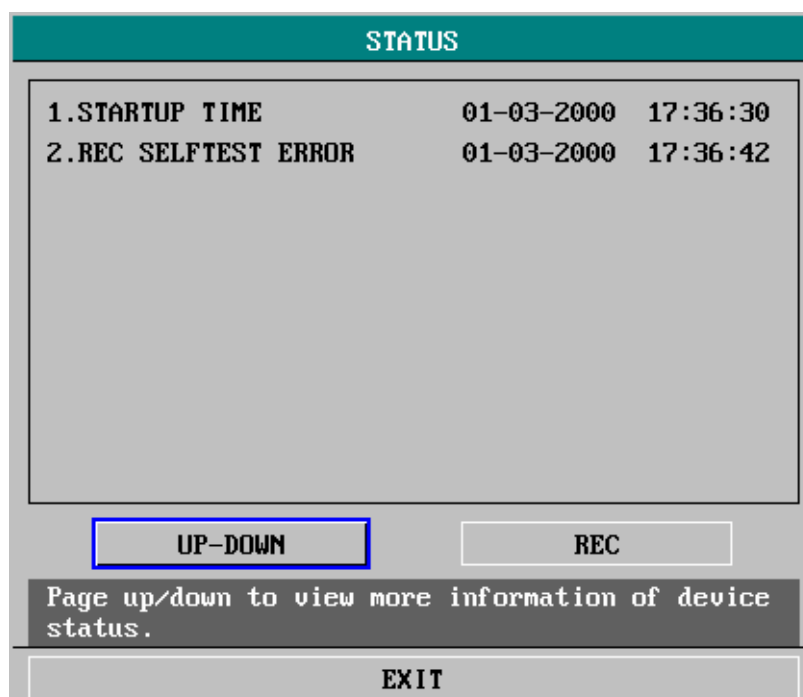 STATUS
1.STARTUP TIME 01-03-2000 17:36:30
2.REC SELFTEST ERROR 01-03-2000 17:36:42
UP-DOWN REC
Page up/down to view more information of device
status.
EXIT